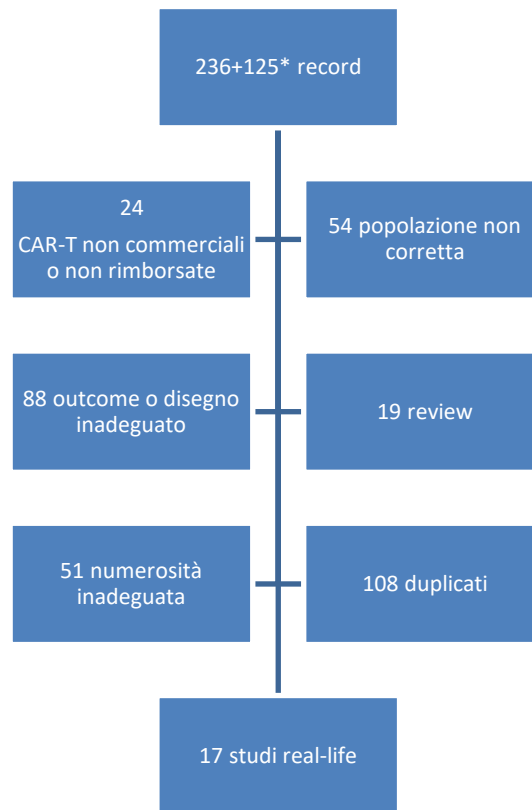 236+125* record
24
CAR-T non commerciali
o non rimborsate
54 popolazione non
corretta
88 outcome o disegno
inadeguato
19 review
51 numerosità
inadeguata
108 duplicati
17 studi real-life